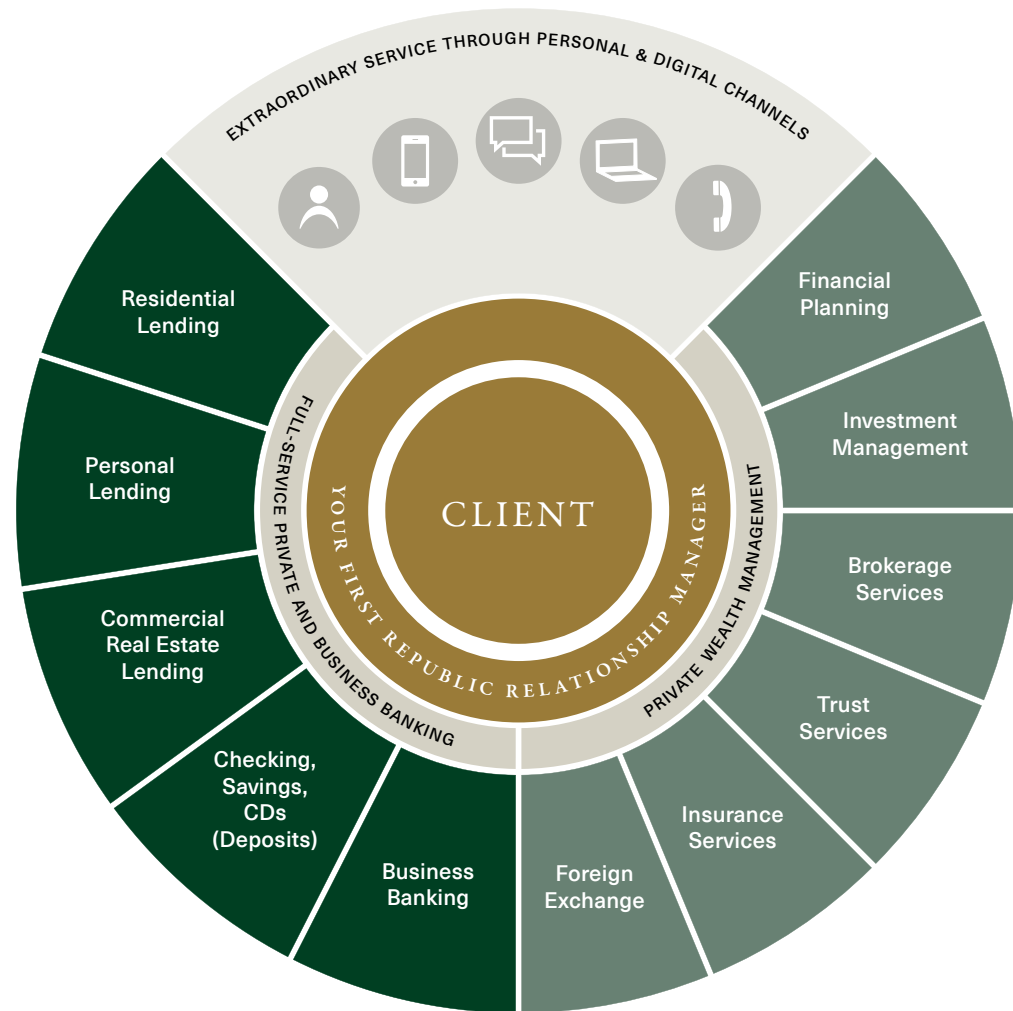 EXTRAORDINARY SERVICE THROUGH PERSONAL & DIGITAL CHANNELS
Residential
Lending
Personal
Lending
Commercial
Real Estate
Lending
Checking,
Savings,
CDs
(Deposits)
Business
Banking
FULL-SERVICE PRIVATE AND BUSINESS BANKING
CLIENT
YOUR FIRST REPUBLIC RELATIONSHIP MANAGER
PRIVATE WEALTH MANAGEMENT
Financial
Planning
Investment
Management
Brokerage
Services
Trust
Services
Insurance
Services
Foreign
Exchange